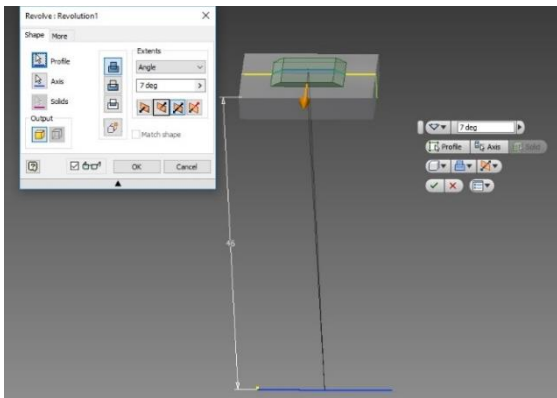 Revolve : Revolution1
Shape More
Extents
Profile
Angle
Axis
7 deg
Solids
Output
Match shape
OK Cancel
46
7 deg
Profile Axis Solid